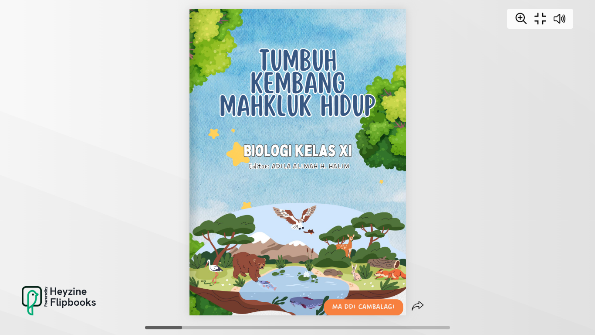 TUMBUH
KEMBANG
MAHKLUK HIDUP
BIOLOGI KELAS XI
MA DDI CAMBALAGI
Heyzine
Flipbooks